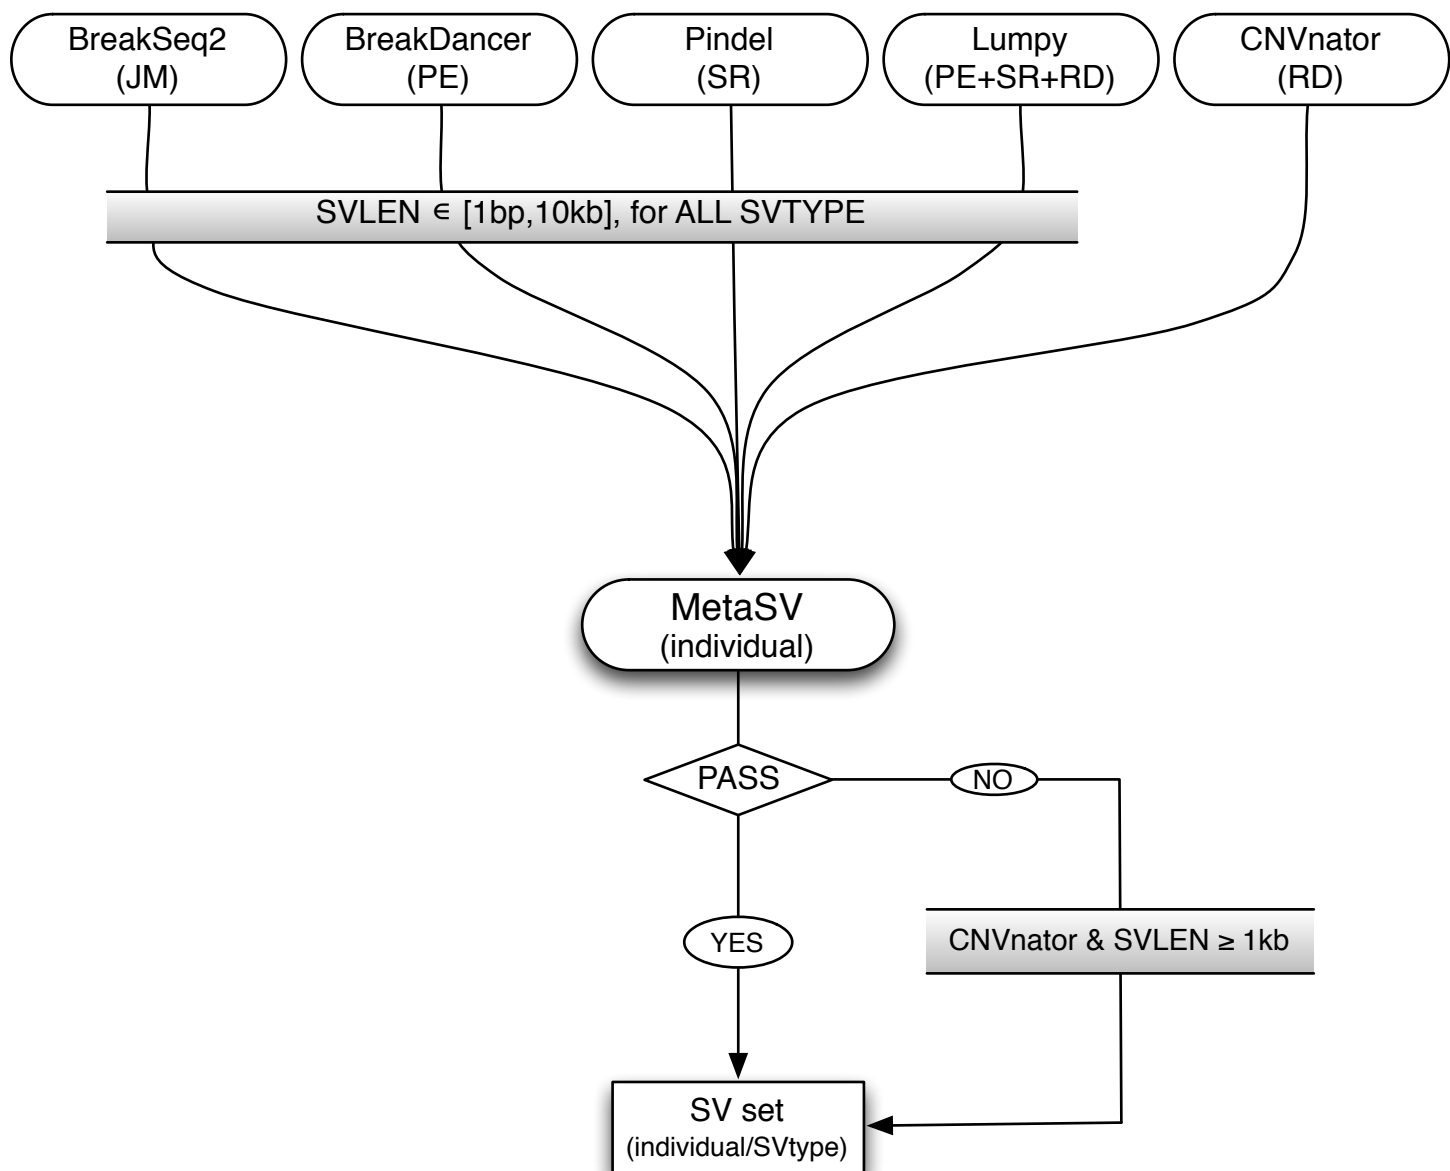 BreakSeq2
(JM)
BreakDancer
(PE)
Pindel
(SR)
Lumpy
(PE+SR+RD)
CNVnator
(RD)
SVLEN ∈ [1bp,10kb], for ALL SVTYPE
MetaSV
(individual)
PASS
NO
YES
CNVnator & SVLEN ≥ 1kb
SV set
(individual/SVtype)